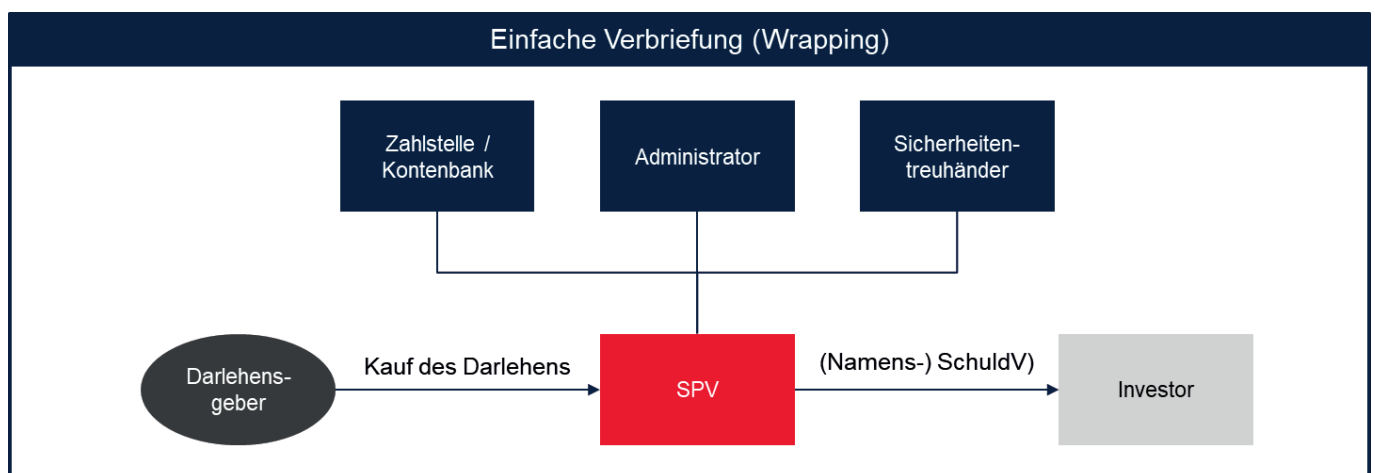 Einfache Verbriefung (Wrapping)
Zahlstelle /
Kontenbank
Administrator
Sicherheiten-
treuhänder
Darlehens-
geber
Kauf des Darlehens
SPV
(Namens-) SchuldV)
Investor